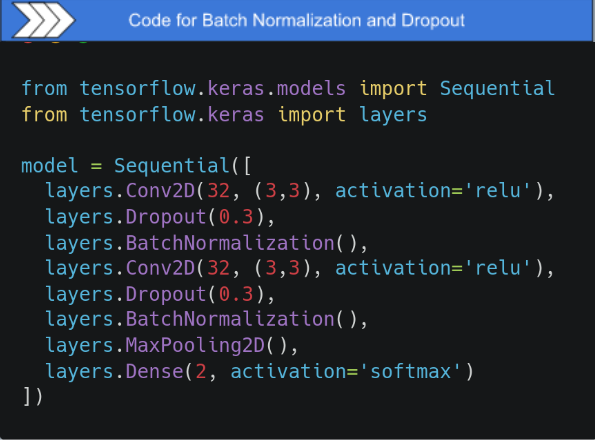 Code for Batch Normalization and Dropout
from tensorflow.keras.models import Sequential
from tensorflow.keras import layers
model = Sequential([
layers.Conv2D(32, (3,3), activation='relu'),
layers.Dropout(0.3),
layers.BatchNormalization(),
layers.Conv2D(32, (3,3), activation='relu'),
layers.Dropout(0.3),
layers.BatchNormalization(),
layers.MaxPooling2D(),
layers.Dense(2, activation='softmax')
])